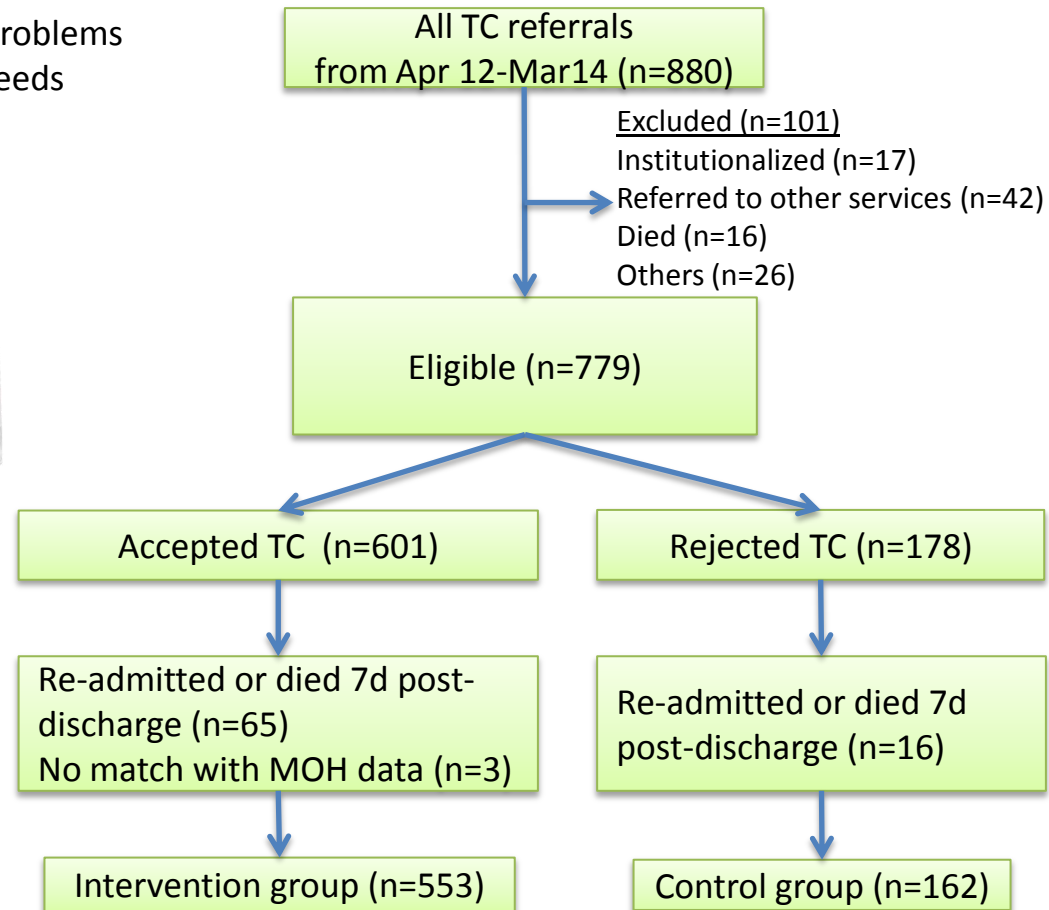 roblems
eeds
All TC referrals
from Apr 12-Mar14 (n=880)
Excluded (n=101)
Institutionalized (n=17)
Referred to other services (n=42)
Died (n=16)
Others (n=26)
Eligible (n=779)
Accepted TC (n=601)
Rejected TC (n=178)
Re-admitted or died 7d post-
discharge (n=65)
No match with MOH data (n=3)
Re-admitted or died 7d
post-discharge (n=16)
Intervention group (n=553)
Control group (n=162)